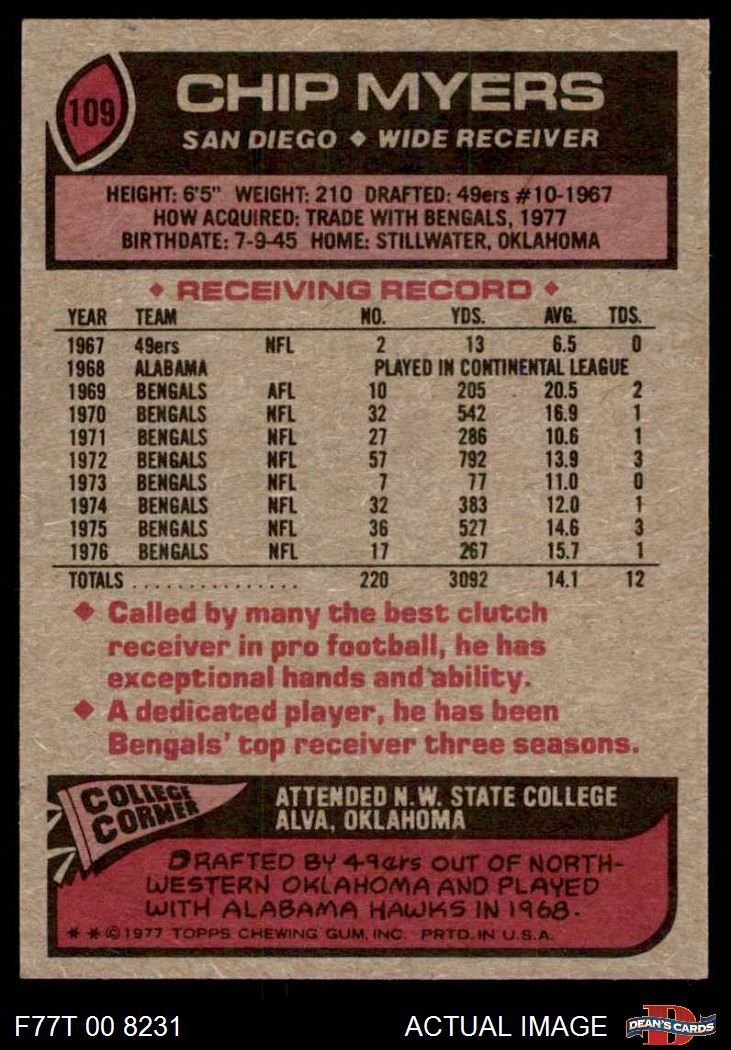 109
CHIP MYERS
SAN DIEGO ◆ WIDE RECEIVER
HEIGHT: 6'5" WEIGHT: 210 DRAFTED: 49ers #10-1967
HOW ACQUIRED: TRADE WITH BENGALS, 1977
BIRTHDATE: 7-9-45 HOME: STILLWATER, OKLAHOMA
◆ RECEIVING RECORD ◆
YEAR TEAM NO. YDS. AVG. TDS.
1967 49ers NFL 2 13 6.5 0
1968 ALABAMA PLAYED IN CONTINENTAL LEAGUE
1969 BENGALS AFL 10 205 20.5 2
1970 BENGALS NFL 32 542 16.9 1
1971 BENGALS NFL 27 286 10.6 1
1972 BENGALS NFL 57 792 13.9 3
1973 BENGALS NFL 7 77 11.0 0
1974 BENGALS NFL 32 383 12.0 1
1975 BENGALS NFL 36 527 14.6 3
1976 BENGALS NFL 17 267 15.7 1
TOTALS ............... 220 3092 14.1 12
◆ Called by many the best clutch
receiver in pro football, he has
exceptional hands and ability.
◆ A dedicated player, he has been
Bengals' top receiver three seasons.
COLLEGE
CORNER
ATTENDED N.W. STATE COLLEGE
ALVA, OKLAHOMA
DRAFTED BY 49ers OUT OF NORTH-
WESTERN OKLAHOMA AND PLAYED
WITH ALABAMA HAWKS IN 1968.
* * © 1977 TOPPS CHEWING GUM, INC. PRTD. IN U.S.A.
F77T 00 8231 ACTUAL IMAGE
D
DEAN'S CARDS